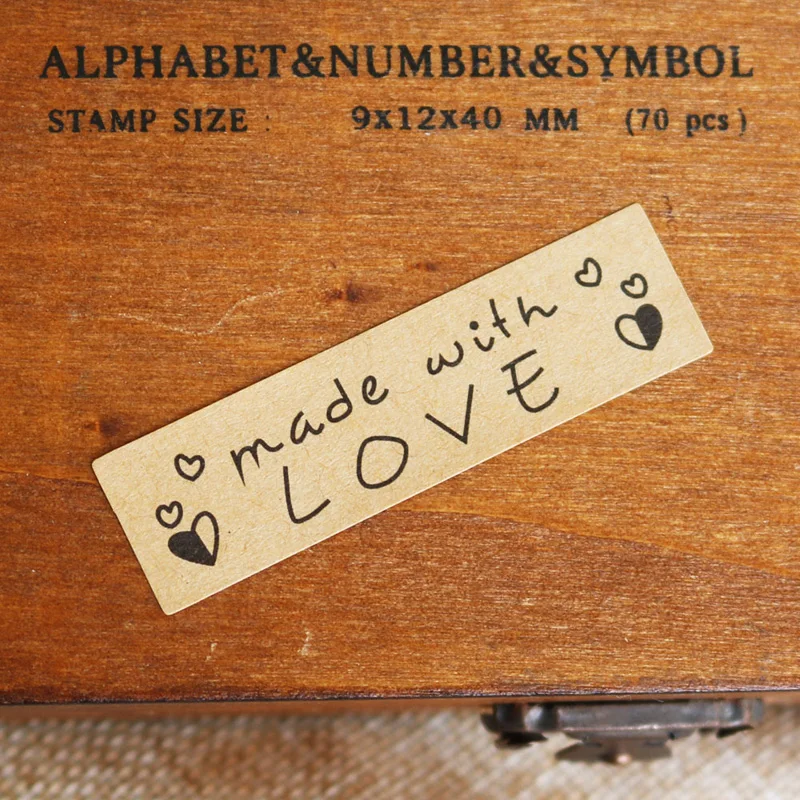 ALPHABET&NUMBER&SYMBOL
STAMP SIZE : 9x12x40 MM (70 pcs)
made with
LOVE